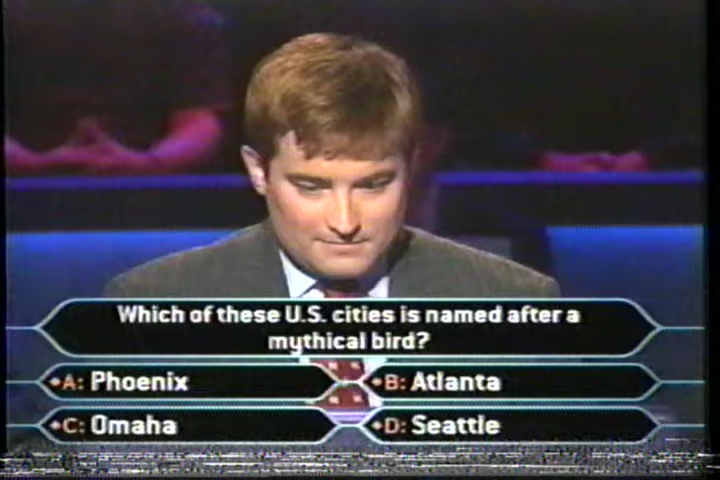 Which of these U.S. cities is named after a
mythical bird?
A: Phoenix
B: Atlanta
C: Omaha
D: Seattle